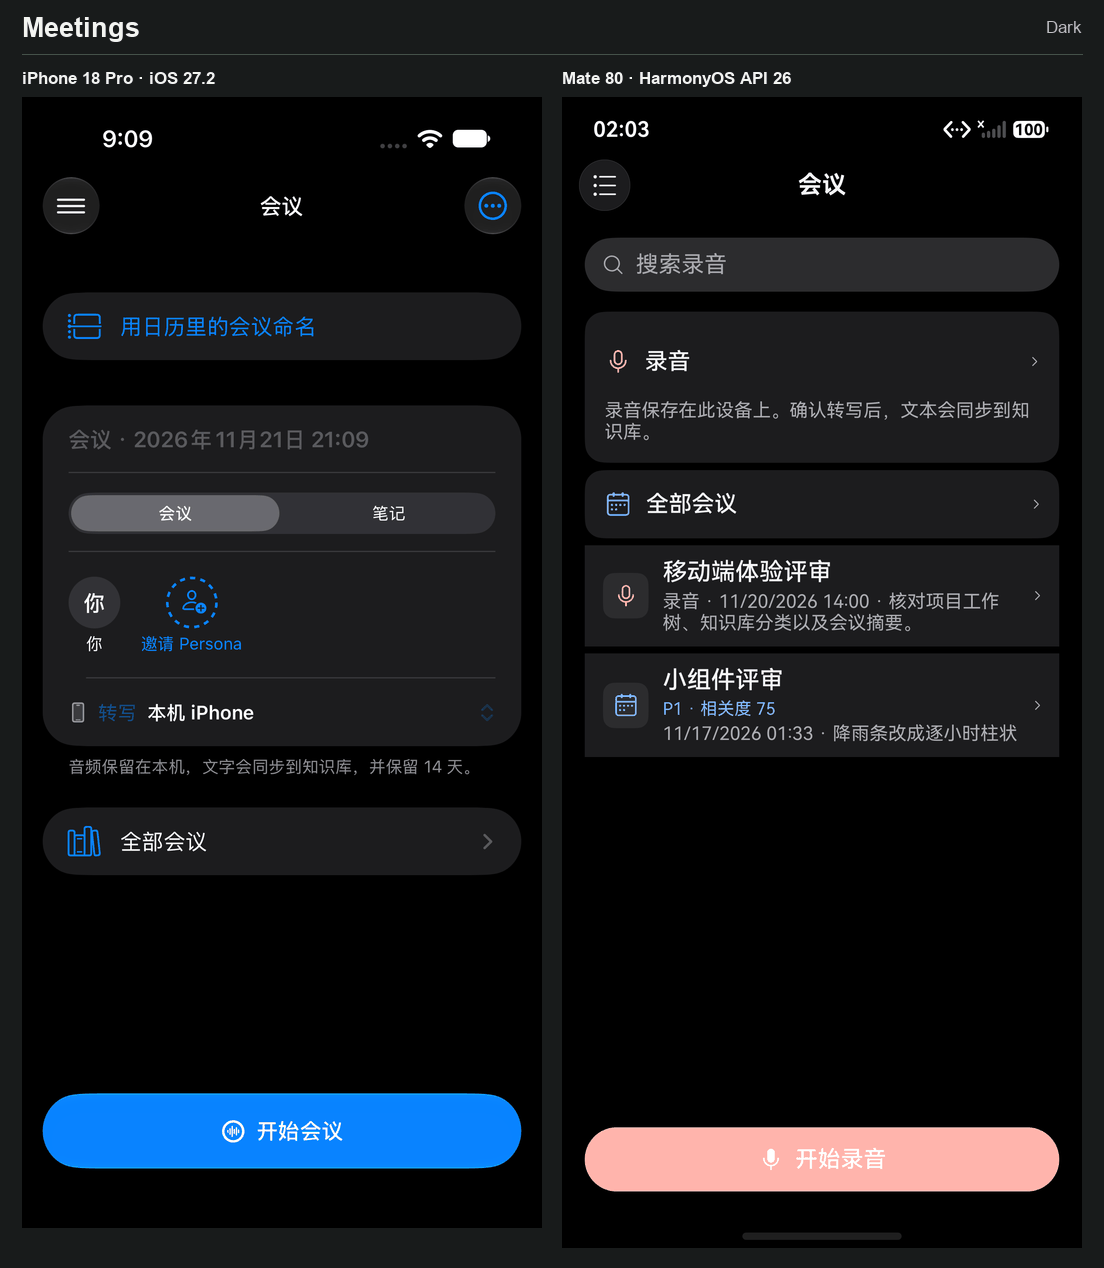 Meetings
Dark
iPhone 18 Pro · iOS 27.2
9:09
会议
用日历里的会议命名
会议 · 2026年11月21日 21:09
会议
笔记
你
你
邀请 Persona
转写 本机 iPhone
音频保留在本机，文字会同步到知识库，并保留 14 天。
全部会议
开始会议
Mate 80 · HarmonyOS API 26
02:03
100
会议
搜索录音
录音
录音保存在此设备上。确认转写后，文本会同步到知
识库。
全部会议
移动端体验评审
录音 · 11/20/2026 14:00 · 核对项目工作
树、知识库分类以及会议摘要。
小组件评审
P1 · 相关度 75
11/17/2026 01:33 · 降雨条改成逐小时柱状
开始录音